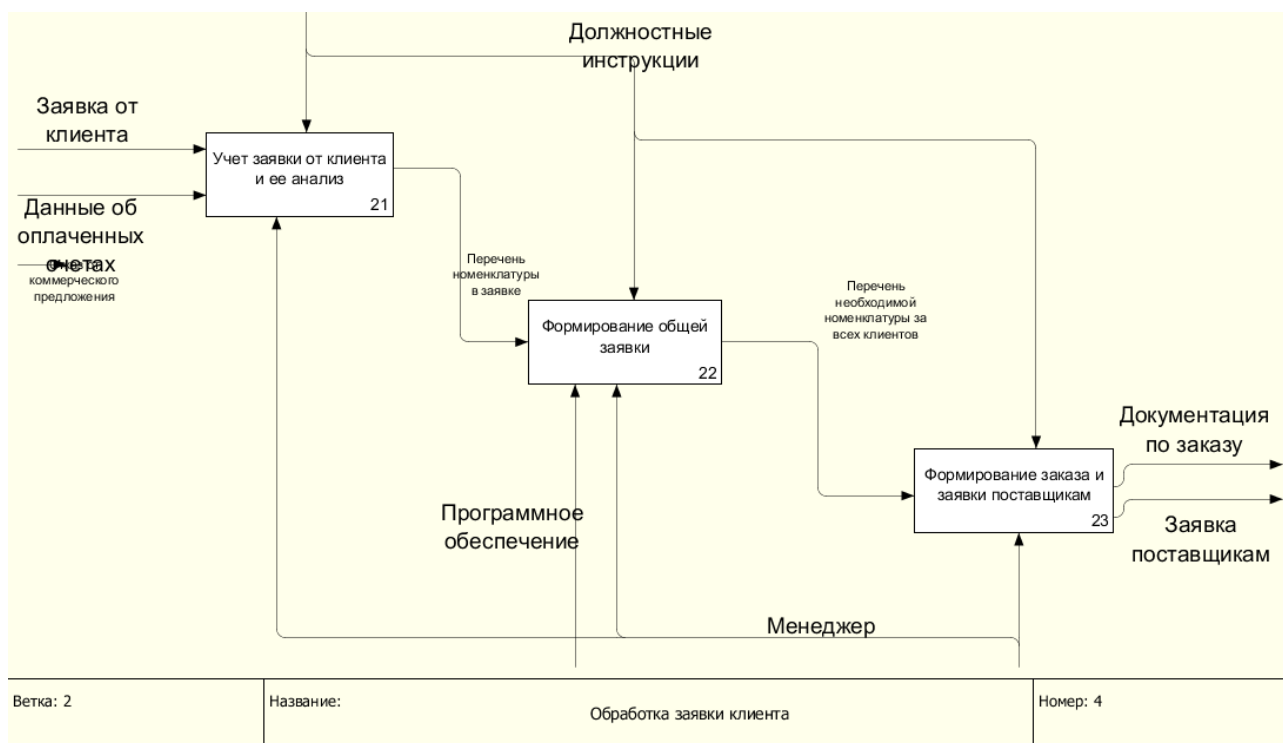 Должностные
инструкции
Заявка от
клиента
Учет заявки от клиента
и ее анализ
21
Данные об
оплаченных
счетах
коммерческого
предложения
Перечень
номенклатуры
в заявке
Перечень
необходимой
номенклатуры за
всех клиентов
Формирование общей
заявки
22
Документация
по заказу
Формирование заказа и
заявки поставщикам
23
Заявка
поставщикам
Программное
обеспечение
Менеджер
Ветка: 2
Название:
Обработка заявки клиента
Номер: 4